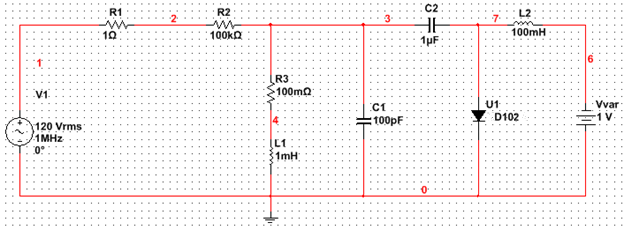 R1
1Ω
2
R2
100kΩ
3
C2
1µF
7
L2
100mH
1
V1
120 Vrms
1MHz
0°
R3
100mΩ
4
L1
1mH
C1
100pF
U1
D102
6
Vvar
1 V
0